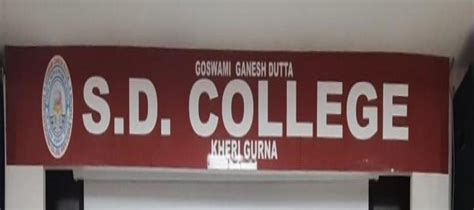 GOSWAMI GANESH DUTTA
S.D. COLLEGE
KHERI GURNA